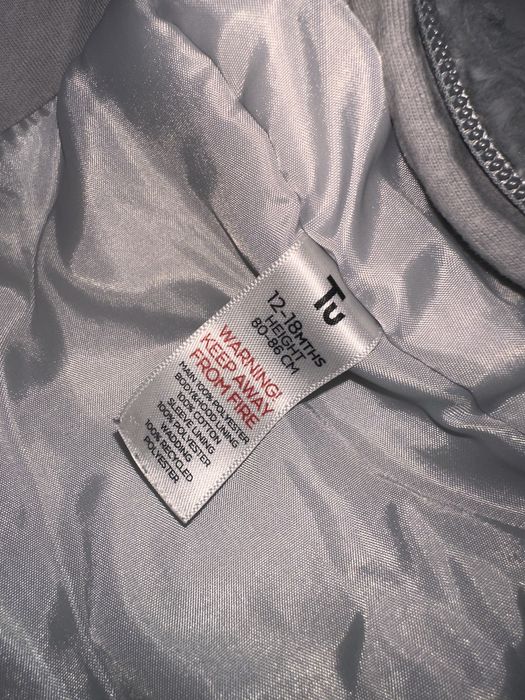 Tu
12-18MTHS
HEIGHT
80-86 CM
WARNING!
KEEP AWAY
FROM FIRE
MAIN 100% POLYESTER
BODY&HOOD LINING
100% COTTON
SLEEVE LINING
100% POLYESTER
WADDING
100% RECYCLED
POLYESTER